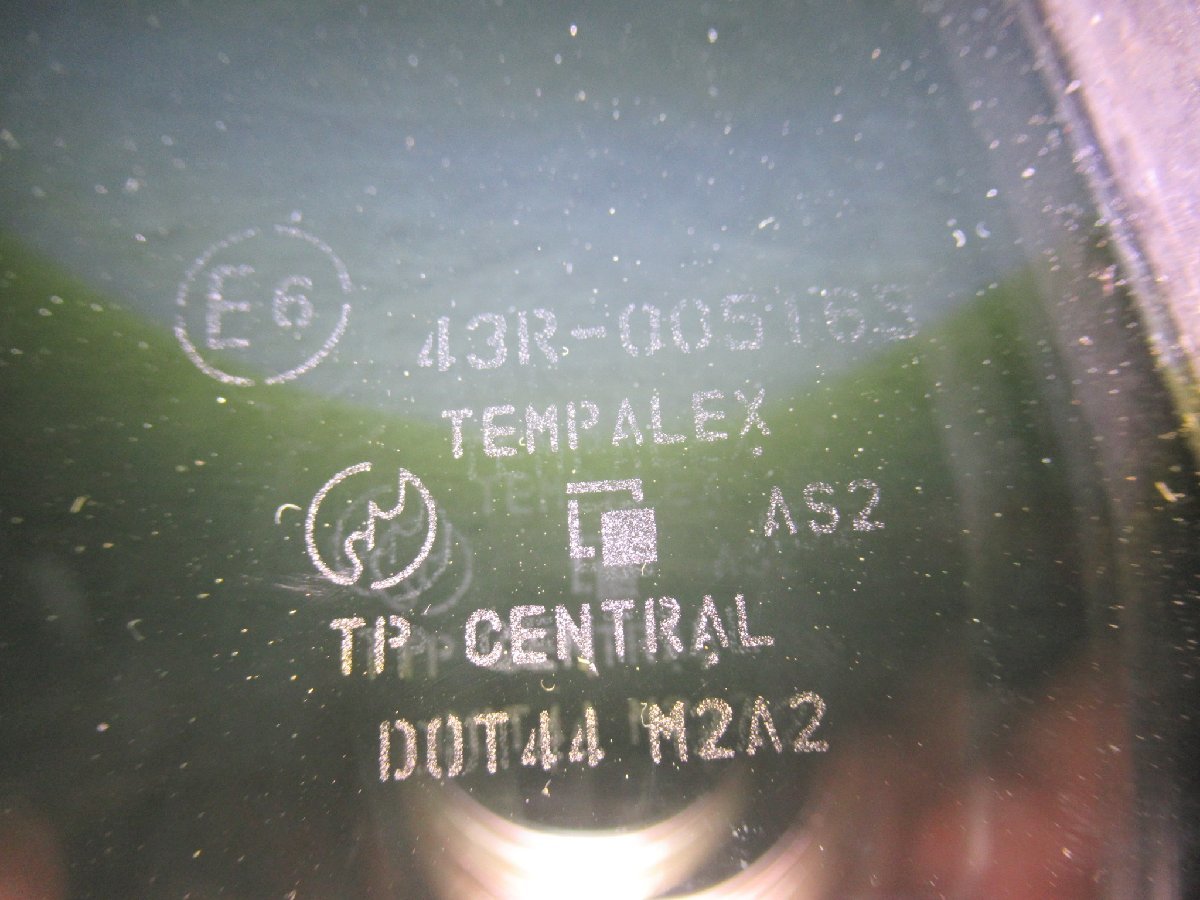 E6 43R-005163
TEMPALEX
AS2
TP CENTRAL
DOT44 M2A2